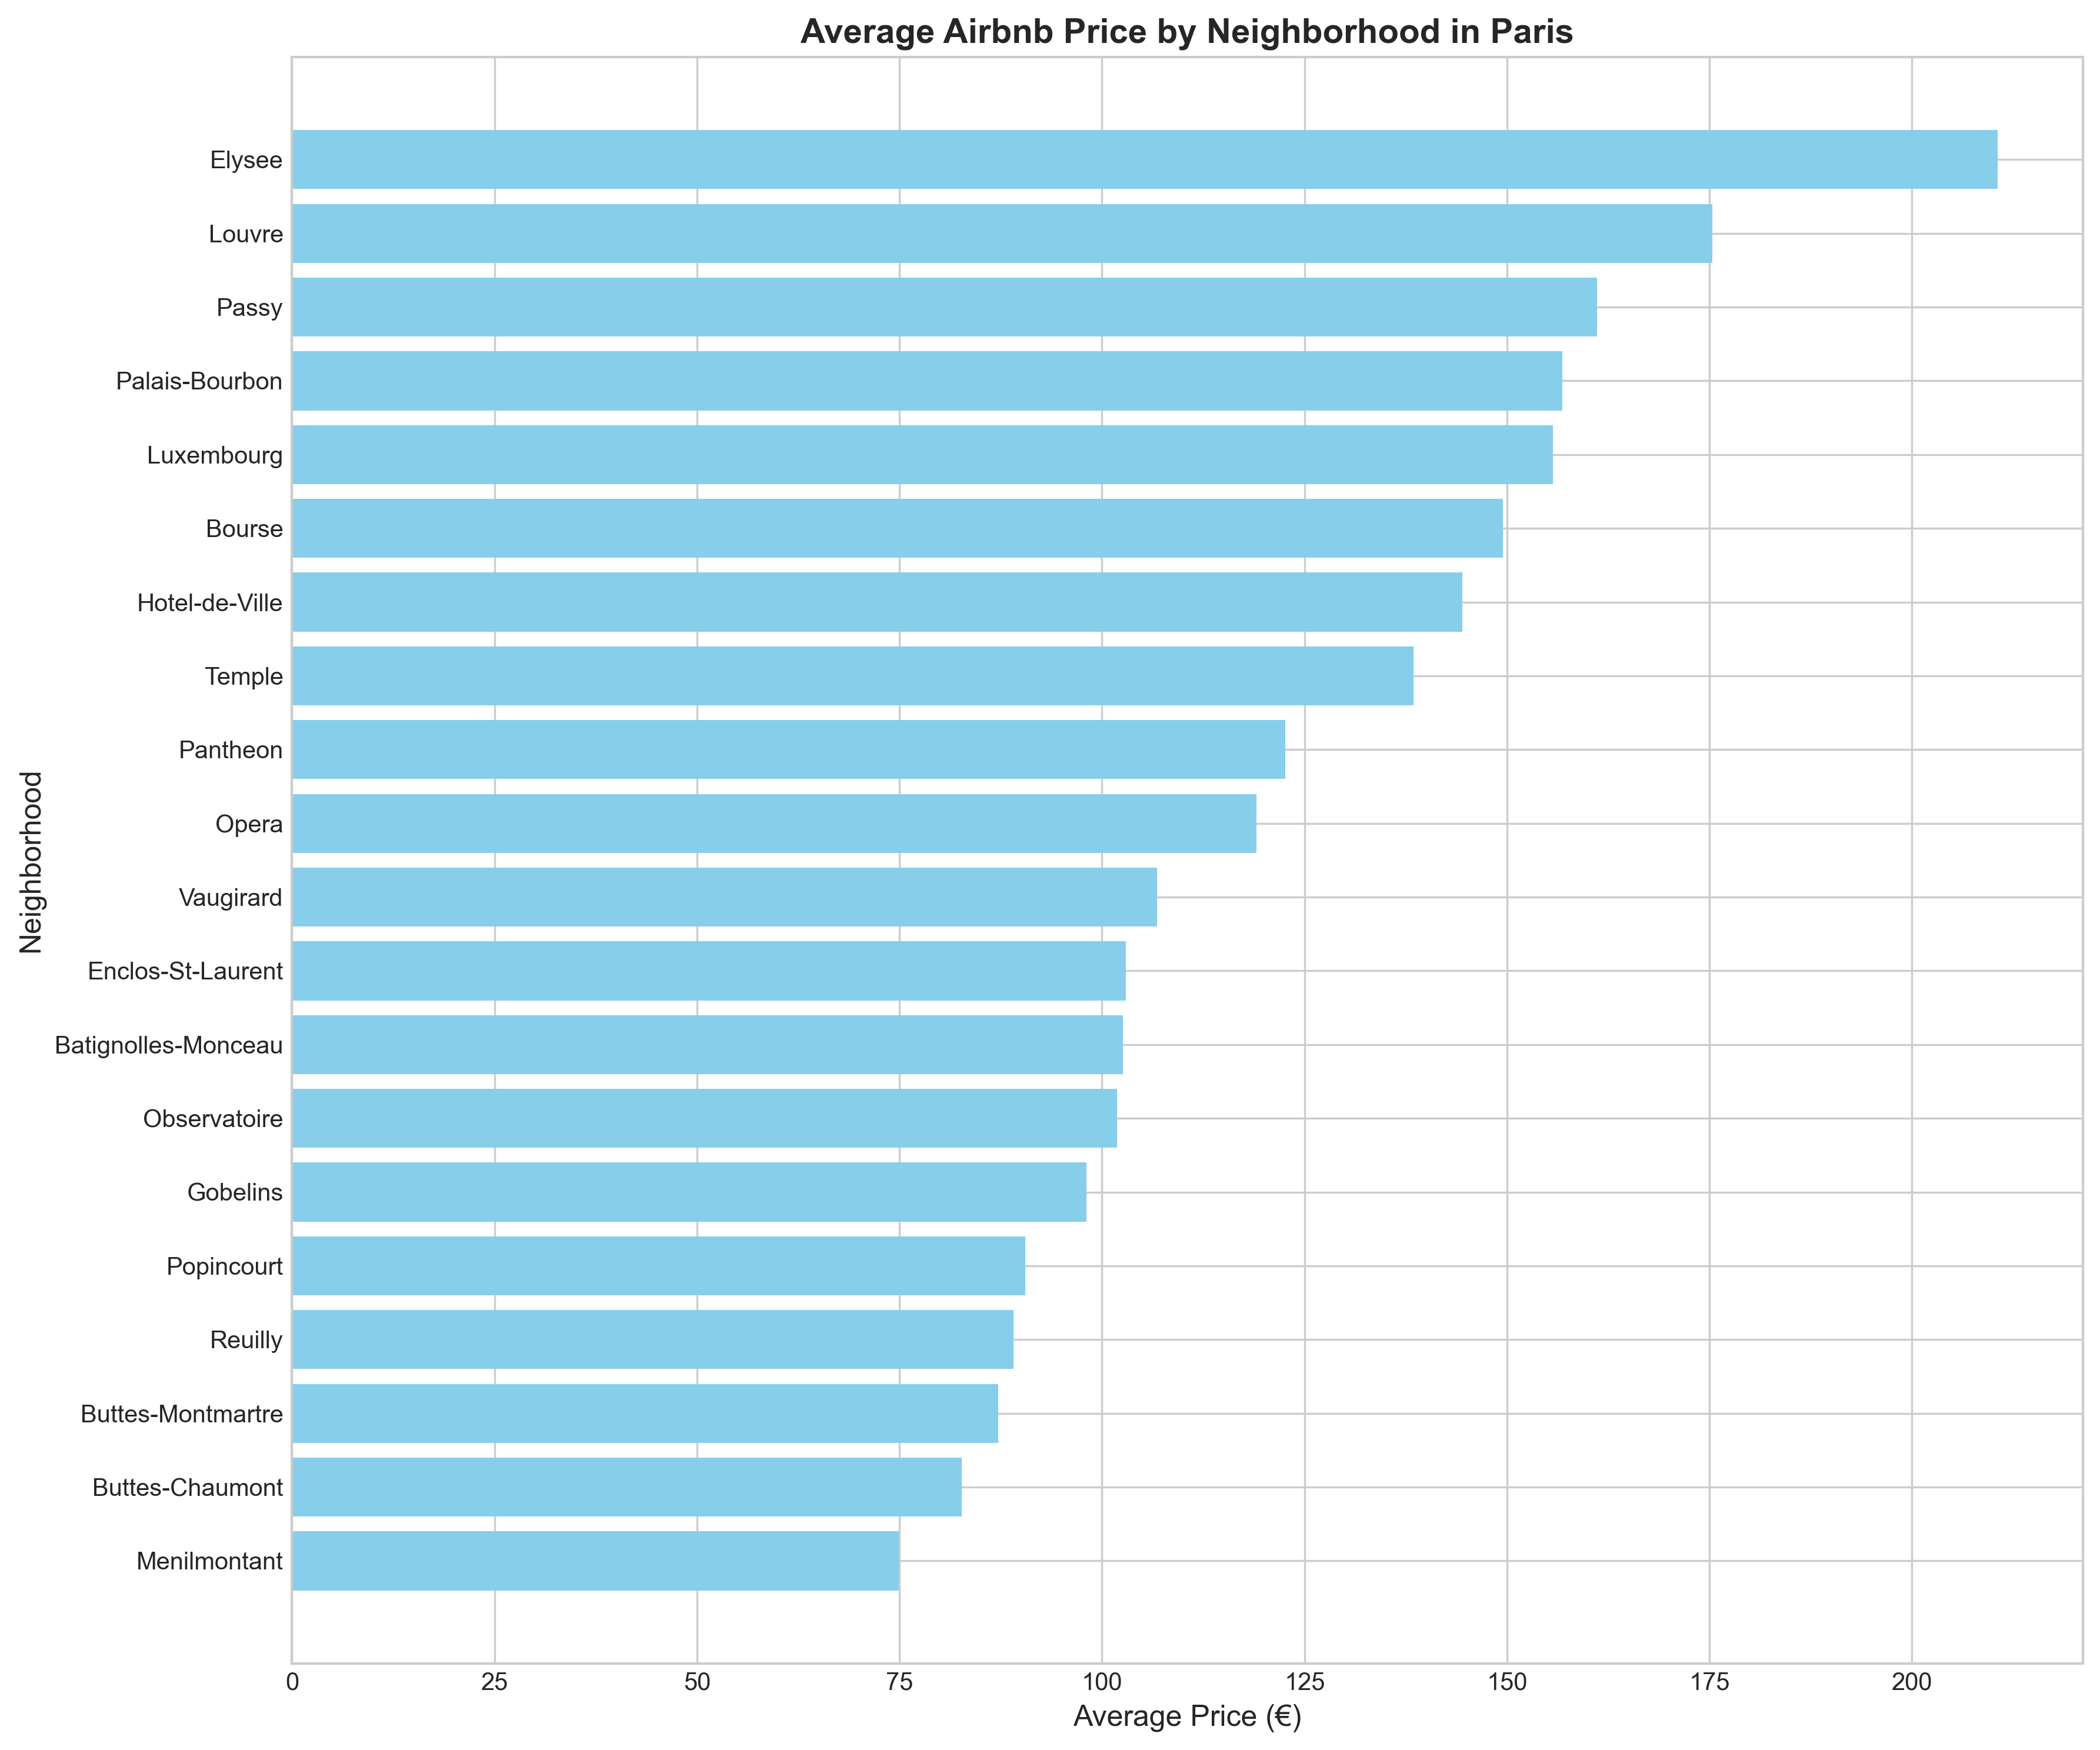 Average Airbnb Price by Neighborhood in Paris
Neighborhood
Elysee
Louvre
Passy
Palais-Bourbon
Luxembourg
Bourse
Hotel-de-Ville
Temple
Pantheon
Opera
Vaugirard
Enclos-St-Laurent
Batignolles-Monceau
Observatoire
Gobelins
Popincourt
Reuilly
Buttes-Montmartre
Buttes-Chaumont
Menilmontant
0 25 50 75 100 125 150 175 200
Average Price (€)